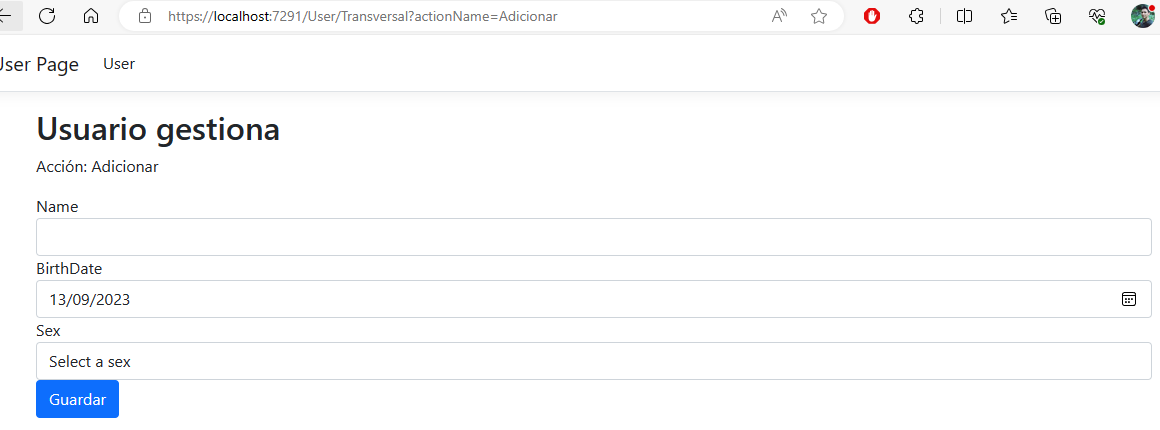 https://localhost:7291/User/Transversal?actionName=Adicionar
User Page User
Usuario gestiona
Acción: Adicionar
Name
BirthDate
13/09/2023
Sex
Select a sex
Guardar